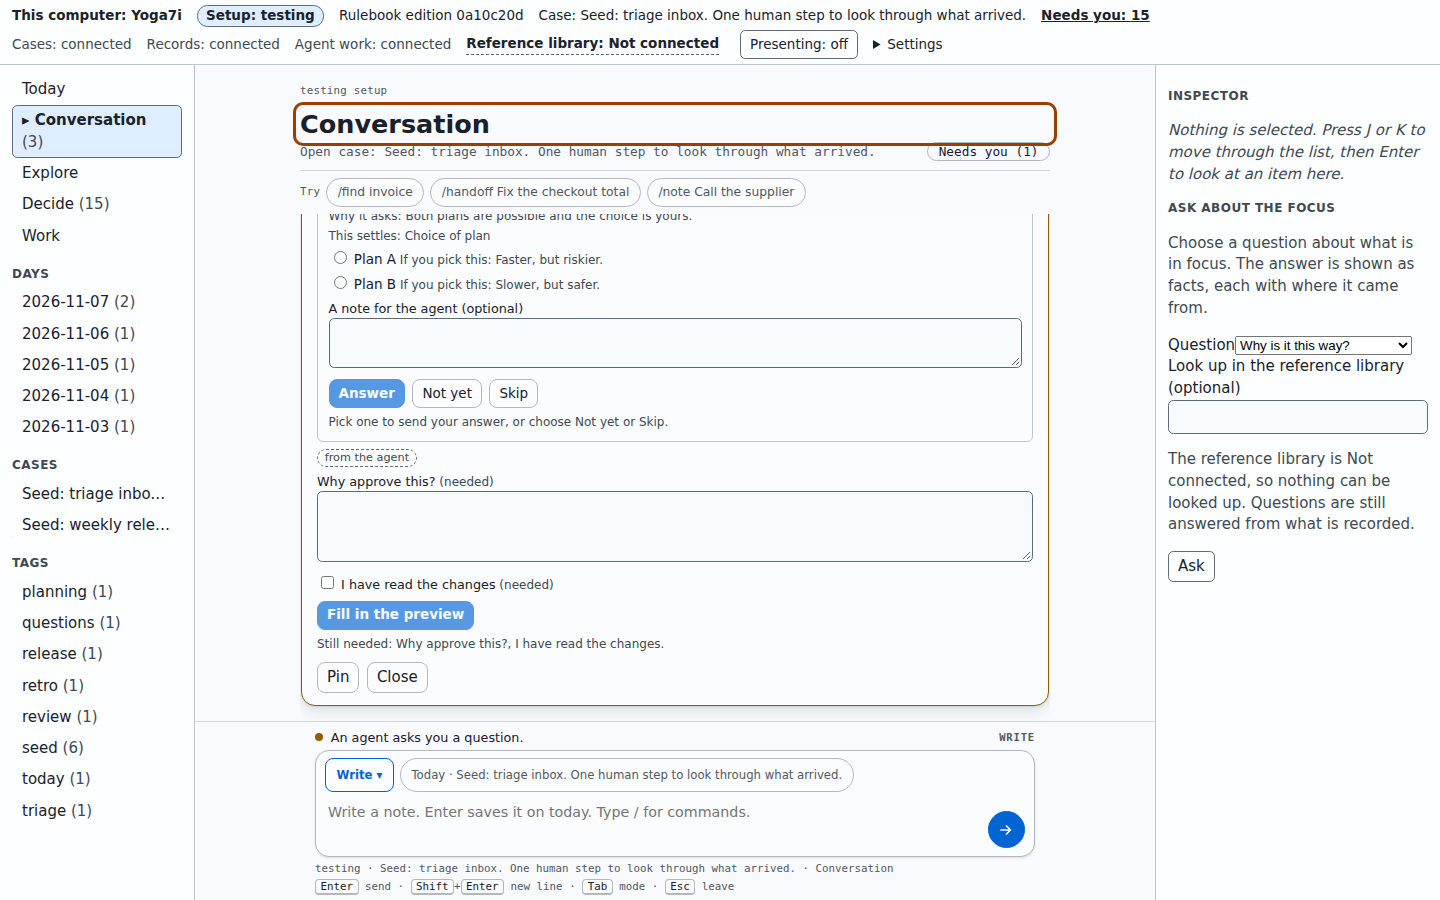 This computer: Yoga7i Setup: testing Rulebook edition 0a10c20d Case: Seed: triage inbox. One human step to look through what arrived. Needs you: 15
Cases: connected Records: connected Agent work: connected Reference library: Not connected Presenting: off ▶ Settings
Today
▸ Conversation
(3)
Explore
Decide (15)
Work
DAYS
2026-11-07 (2)
2026-11-06 (1)
2026-11-05 (1)
2026-11-04 (1)
2026-11-03 (1)
CASES
Seed: triage inbo…
Seed: weekly rele…
TAGS
planning (1)
questions (1)
release (1)
retro (1)
review (1)
seed (6)
today (1)
triage (1)
testing setup
Conversation
Open case: Seed: triage inbox. One human step to look through what arrived. Needs you (1)
Try /find invoice /handoff Fix the checkout total /note Call the supplier
Why it asks: Both plans are possible and the choice is yours.
This settles: Choice of plan
Plan A If you pick this: Faster, but riskier.
Plan B If you pick this: Slower, but safer.
A note for the agent (optional)
Answer Not yet Skip
Pick one to send your answer, or choose Not yet or Skip.
from the agent
Why approve this? (needed)
I have read the changes (needed)
Fill in the preview
Still needed: Why approve this?, I have read the changes.
Pin Close
An agent asks you a question. WRITE
Write ▾ Today · Seed: triage inbox. One human step to look through what arrived.
Write a note. Enter saves it on today. Type / for commands.
testing · Seed: triage inbox. One human step to look through what arrived. · Conversation
Enter send · Shift+Enter new line · Tab mode · Esc leave
INSPECTOR
Nothing is selected. Press J or K to
move through the list, then Enter
to look at an item here.
ASK ABOUT THE FOCUS
Choose a question about what is
in focus. The answer is shown as
facts, each with where it came
from.
Question Why is it this way?
Look up in the reference library
(optional)
The reference library is Not
connected, so nothing can be
looked up. Questions are still
answered from what is recorded.
Ask